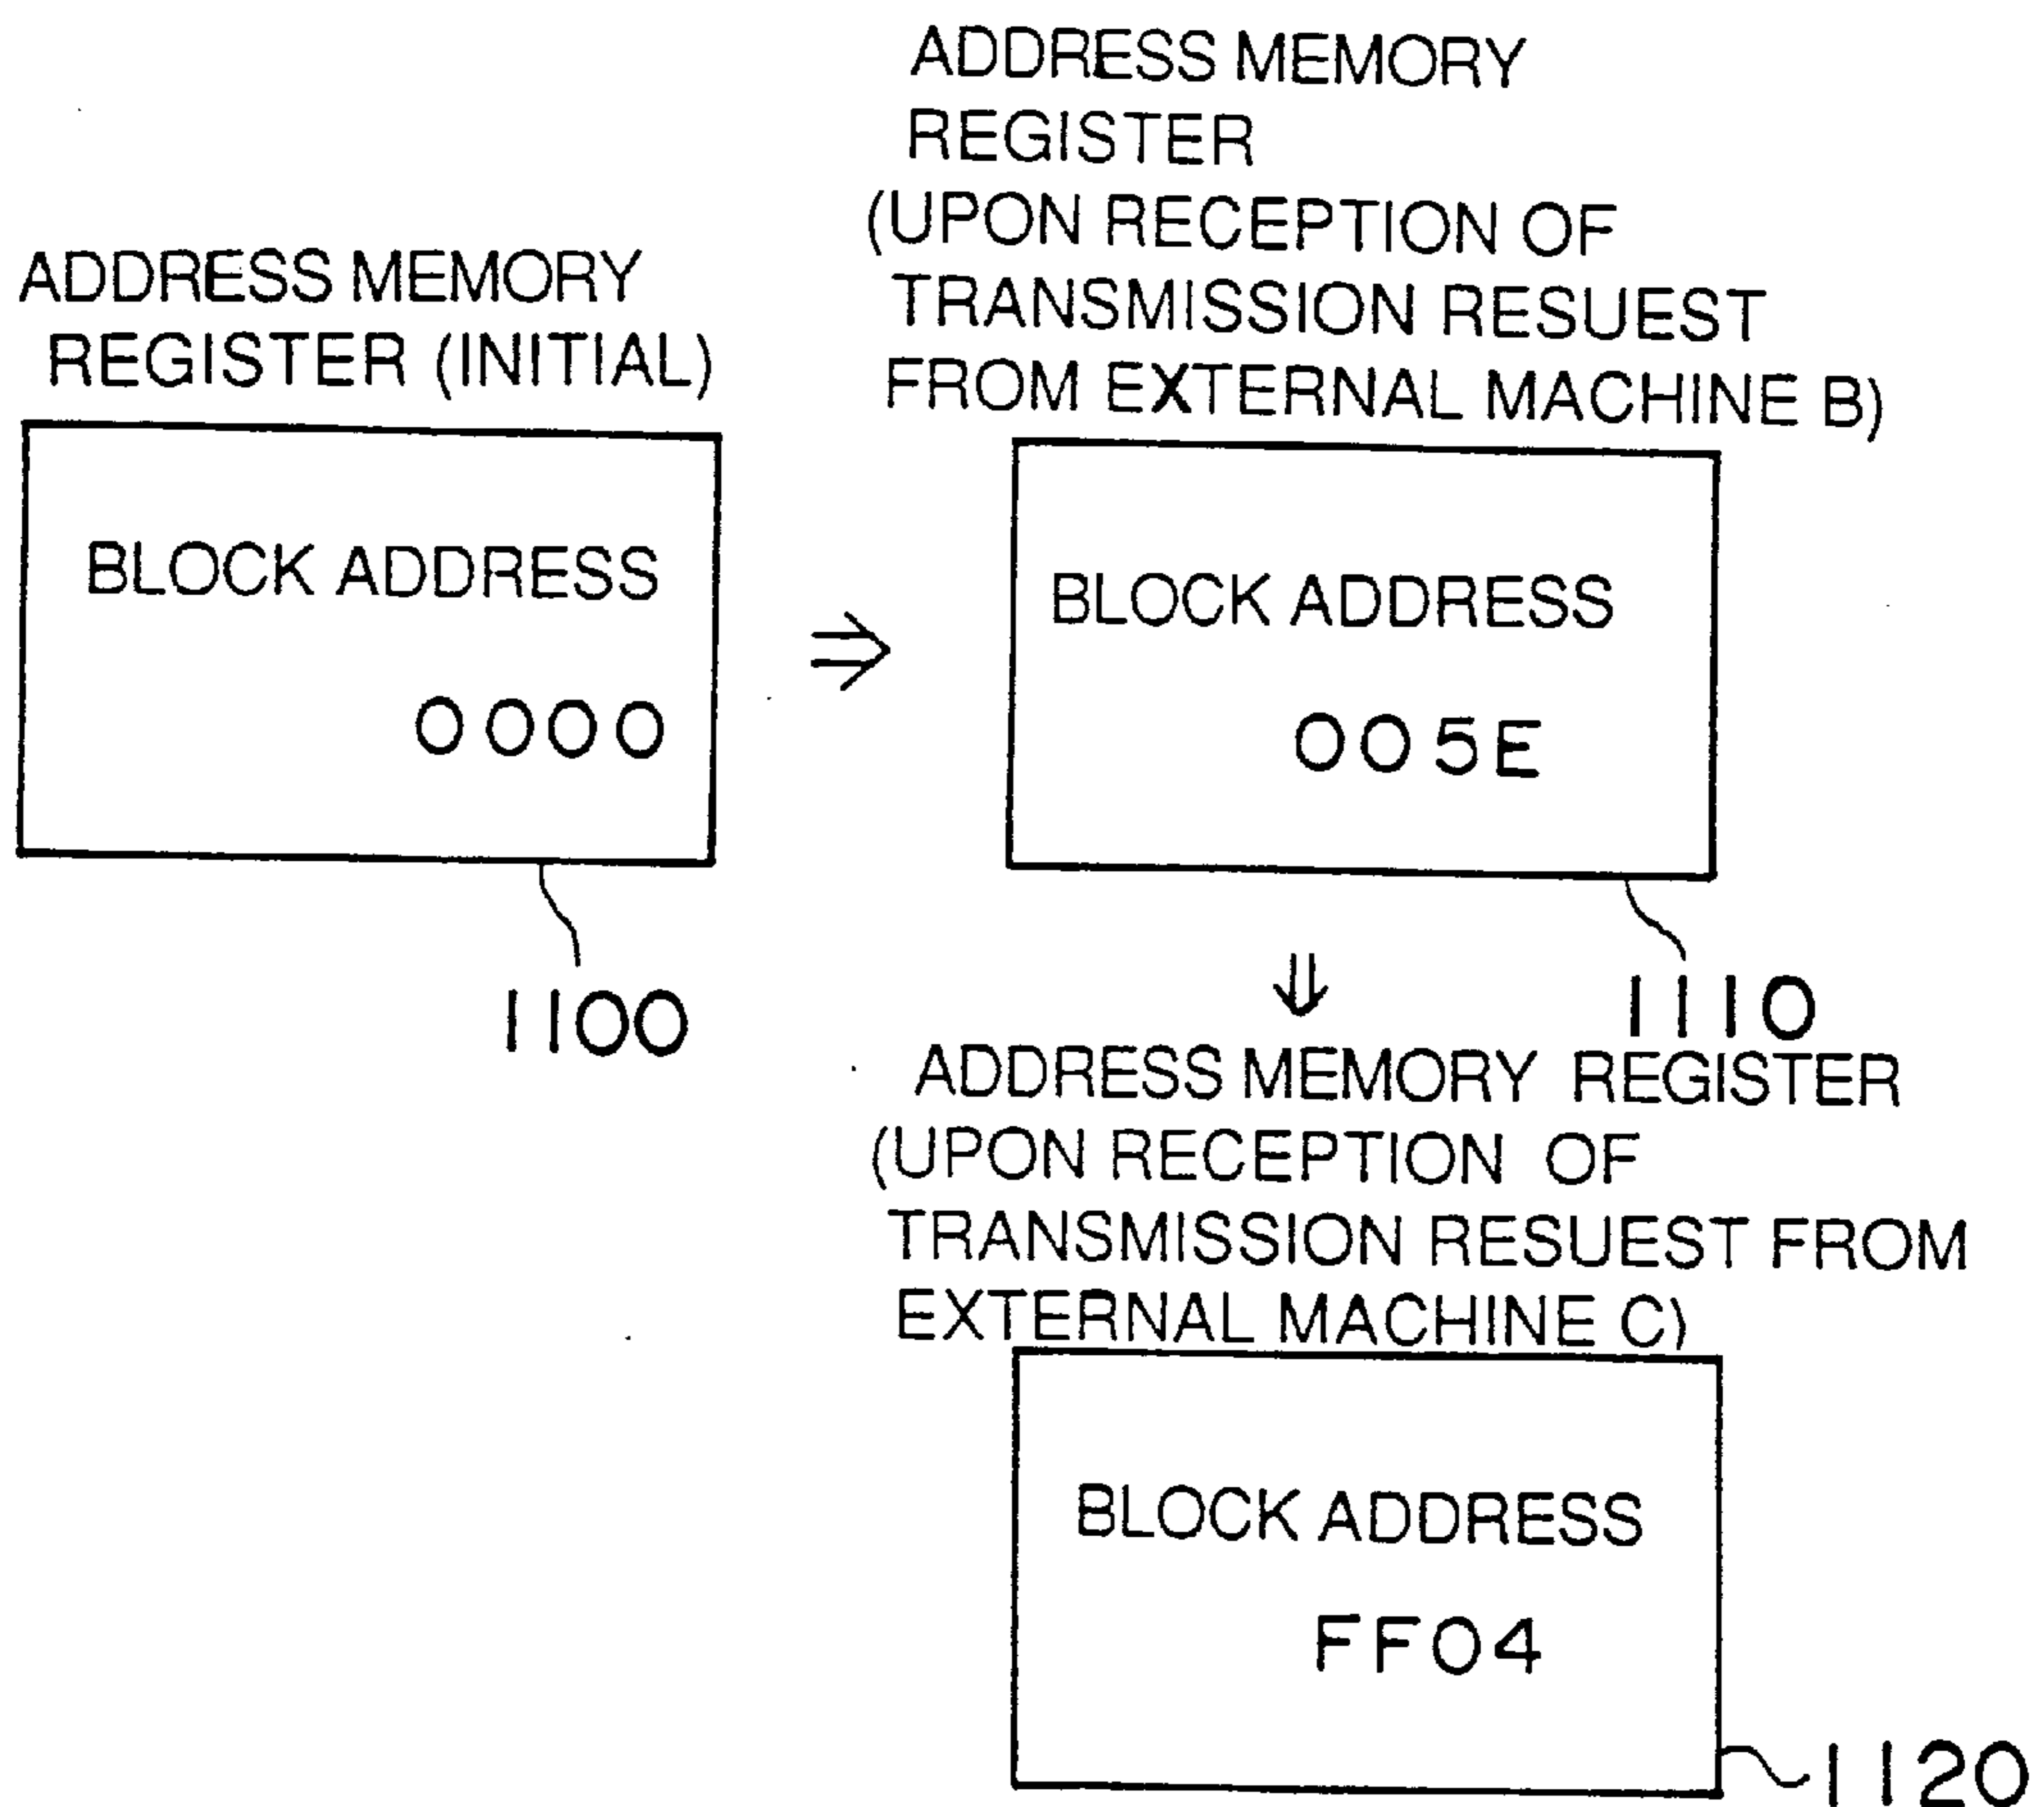 ADDRESS MEMORY
REGISTER (INITIAL)
BLOCK ADDRESS
0000
1100
ADDRESS MEMORY
REGISTER
(UPON RECEPTION OF
TRANSMISSION RESUEST
FROM EXTERNAL MACHINE B)
BLOCK ADDRESS
005E
1110
ADDRESS MEMORY REGISTER
(UPON RECEPTION OF
TRANSMISSION RESUEST FROM
EXTERNAL MACHINE C)
BLOCK ADDRESS
FF04
1120